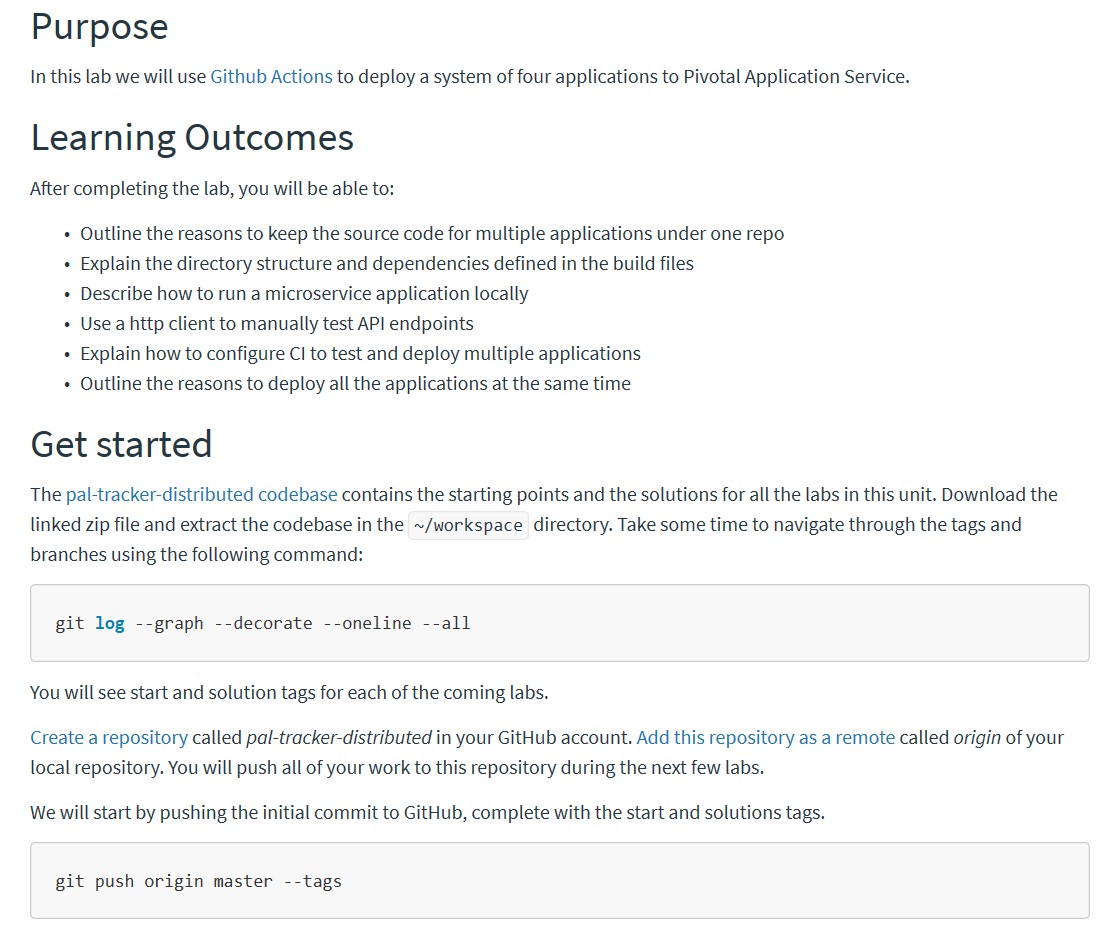 Purpose
In this lab we will use Github Actions to deploy a system of four applications to Pivotal Application Service.
Learning Outcomes
After completing the lab, you will be able to:
• Outline the reasons to keep the source code for multiple applications under one repo
• Explain the directory structure and dependencies defined in the build files
• Describe how to run a microservice application locally
• Use a http client to manually test API endpoints
• Explain how to configure CI to test and deploy multiple applications
• Outline the reasons to deploy all the applications at the same time
Get started
The pal-tracker-distributed codebase contains the starting points and the solutions for all the labs in this unit. Download the
linked zip file and extract the codebase in the ~/workspace directory. Take some time to navigate through the tags and
branches using the following command:
git log --graph --decorate --oneline --all
You will see start and solution tags for each of the coming labs.
Create a repository called pal-tracker-distributed in your GitHub account. Add this repository as a remote called origin of your
local repository. You will push all of your work to this repository during the next few labs.
We will start by pushing the initial commit to GitHub, complete with the start and solutions tags.
git push origin master --tags